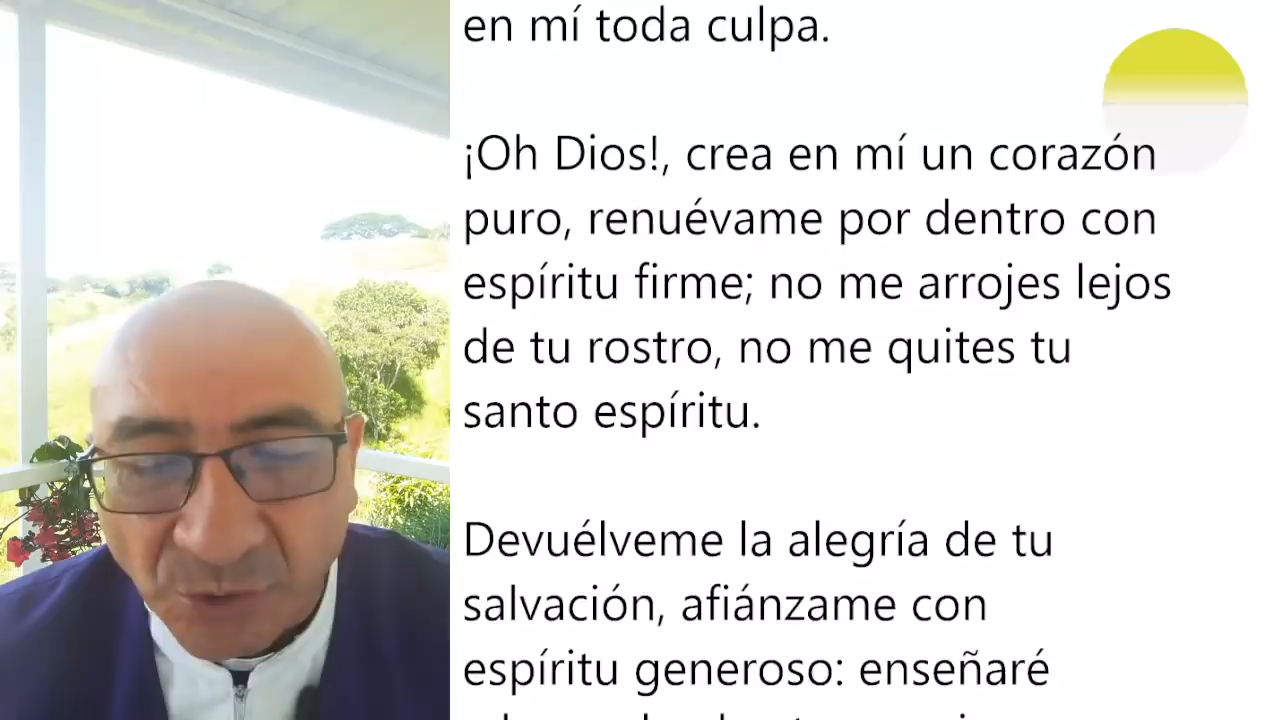 en mí toda culpa.
¡Oh Dios!, crea en mí un corazón
puro, renuévame por dentro con
espíritu firme; no me arrojes lejos
de tu rostro, no me quites tu
santo espíritu.
Devuélveme la alegría de tu
salvación, afiánzame con
espíritu generoso: enseñaré